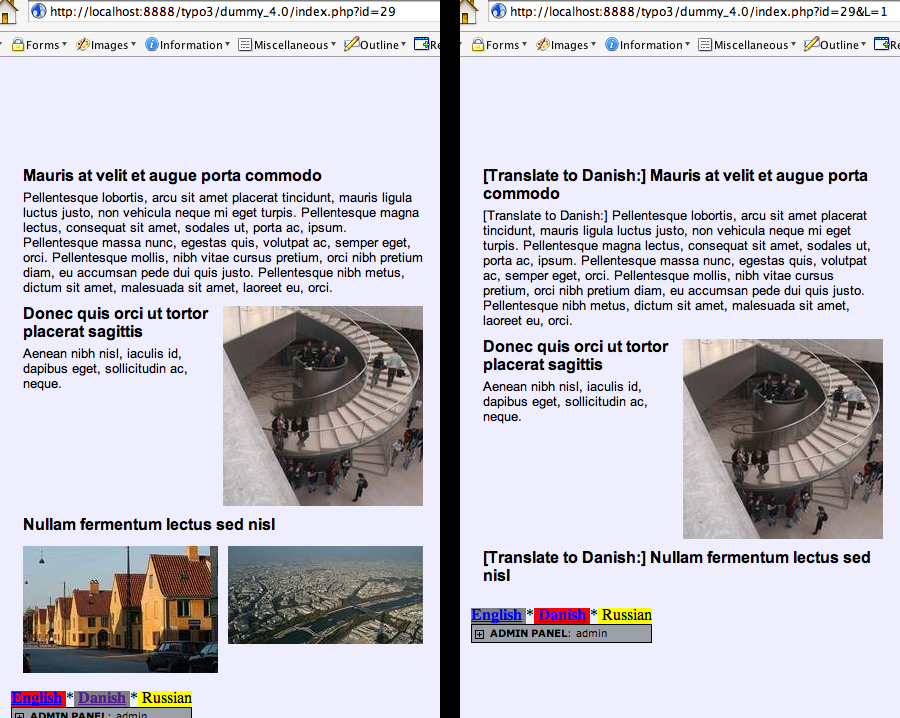 http://localhost:8888/typo3/dummy_4.0/index.php?id=29
Forms Images Information Miscellaneous Outline
Mauris at velit et augue porta commodo
Pellentesque lobortis, arcu sit amet placerat tincidunt, mauris ligula
luctus justo, non vehicula neque mi eget turpis. Pellentesque magna
lectus, consequat sit amet, sodales ut, porta ac, ipsum.
Pellentesque massa nunc, egestas quis, volutpat ac, semper eget,
orci. Pellentesque mollis, nibh vitae cursus pretium, orci nibh pretium
diam, eu accumsan pede dui quis justo. Pellentesque nibh metus,
dictum sit amet, malesuada sit amet, laoreet eu, orci.
Donec quis orci ut tortor
placerat sagittis
Aenean nibh nisl, iaculis id,
dapibus eget, sollicitudin ac,
neque.
Nullam fermentum lectus sed nisl
English * Danish * Russian
ADMIN PANEL: admin
http://localhost:8888/typo3/dummy_4.0/index.php?id=29&L=1
Forms Images Information Miscellaneous Outline
[Translate to Danish:] Mauris at velit et augue porta
commodo
[Translate to Danish:] Pellentesque lobortis, arcu sit amet placerat
tincidunt, mauris ligula luctus justo, non vehicula neque mi eget
turpis. Pellentesque magna lectus, consequat sit amet, sodales ut,
porta ac, ipsum. Pellentesque massa nunc, egestas quis, volutpat
ac, semper eget, orci. Pellentesque mollis, nibh vitae cursus
pretium, orci nibh pretium diam, eu accumsan pede dui quis justo.
Pellentesque nibh metus, dictum sit amet, malesuada sit amet,
laoreet eu, orci.
Donec quis orci ut tortor
placerat sagittis
Aenean nibh nisl, iaculis id,
dapibus eget, sollicitudin ac,
neque.
[Translate to Danish:] Nullam fermentum lectus sed
nisl
English * Danish * Russian
ADMIN PANEL: admin